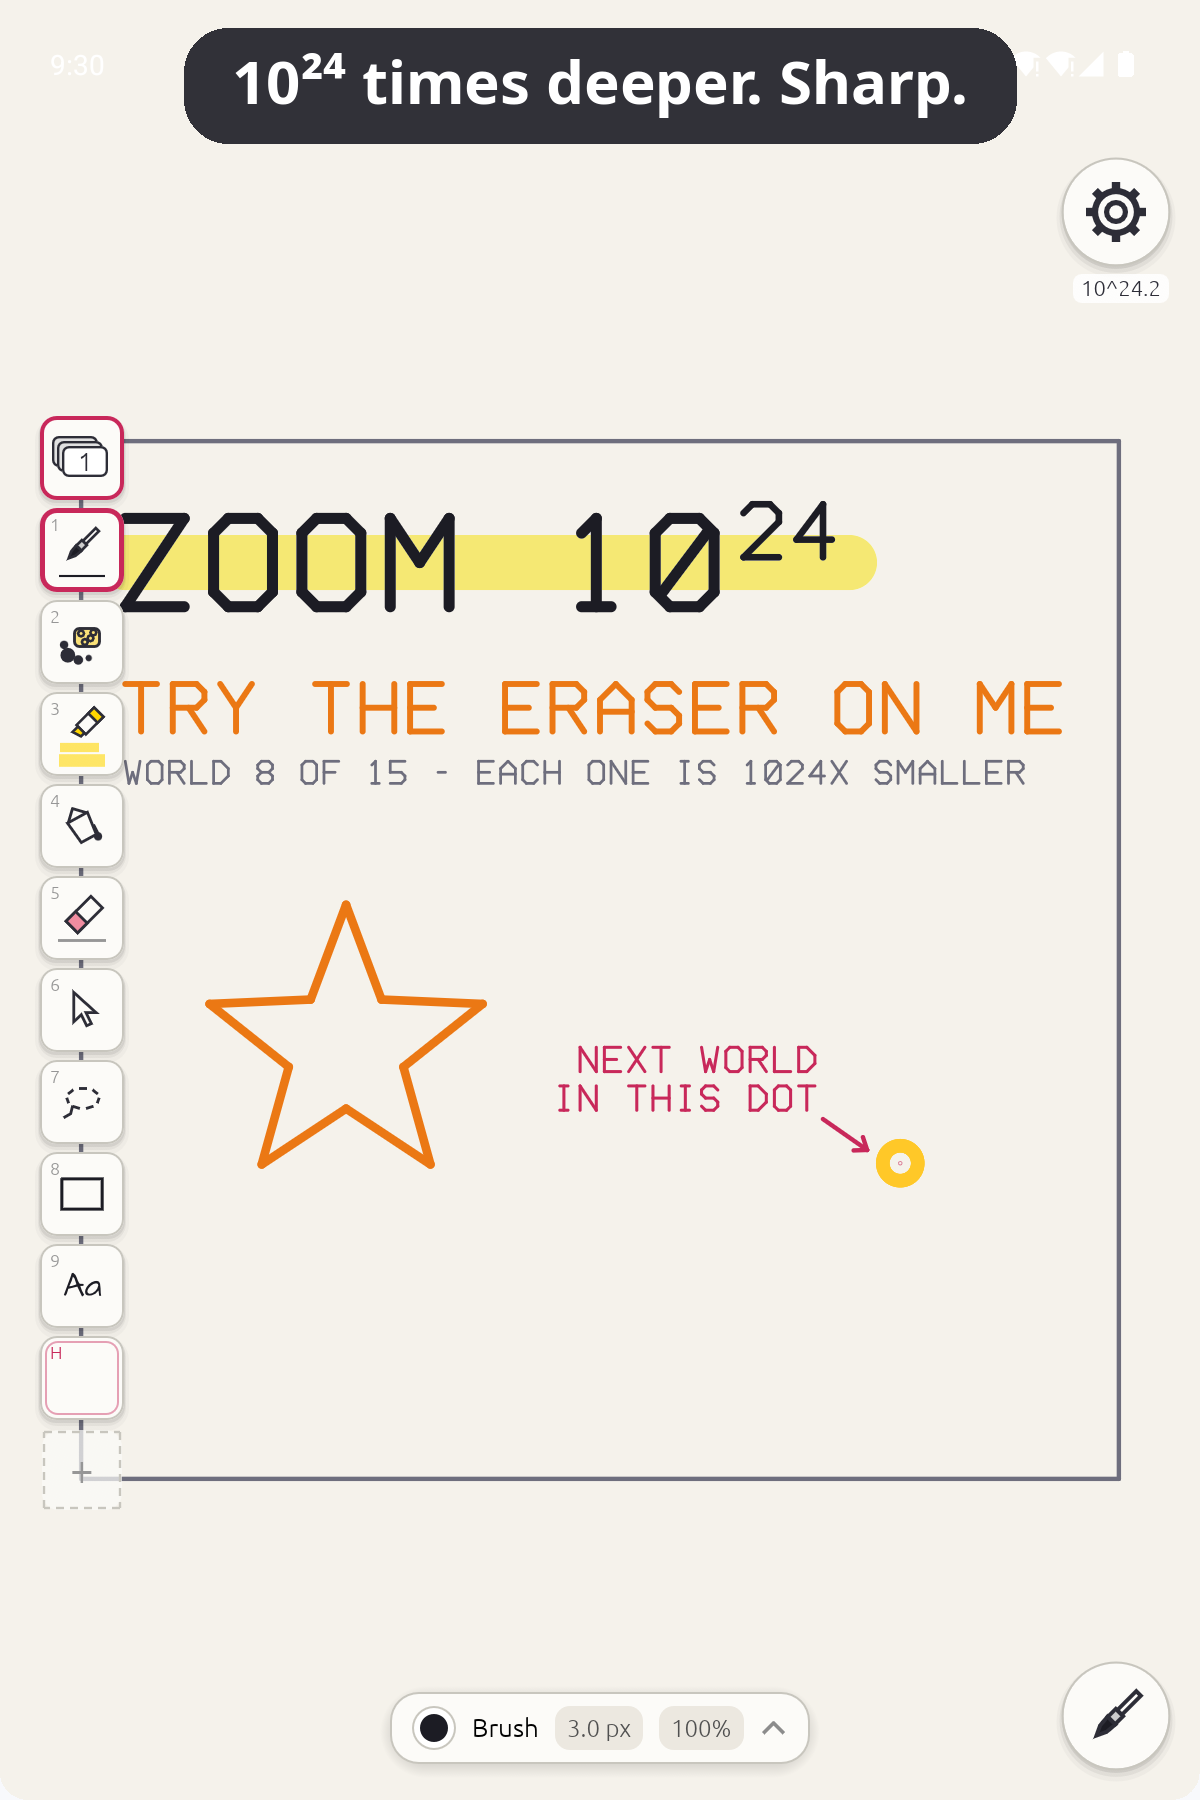 9:30
10²⁴ times deeper. Sharp.
10^24.2
1
1
2
3
4
5
6
7
8
9
Aa
H
+
ZOOM 10²⁴
TRY THE ERASER ON ME
WORLD 8 OF 15 - EACH ONE IS 1024X SMALLER
NEXT WORLD
IN THIS DOT
Brush 3.0 px 100%